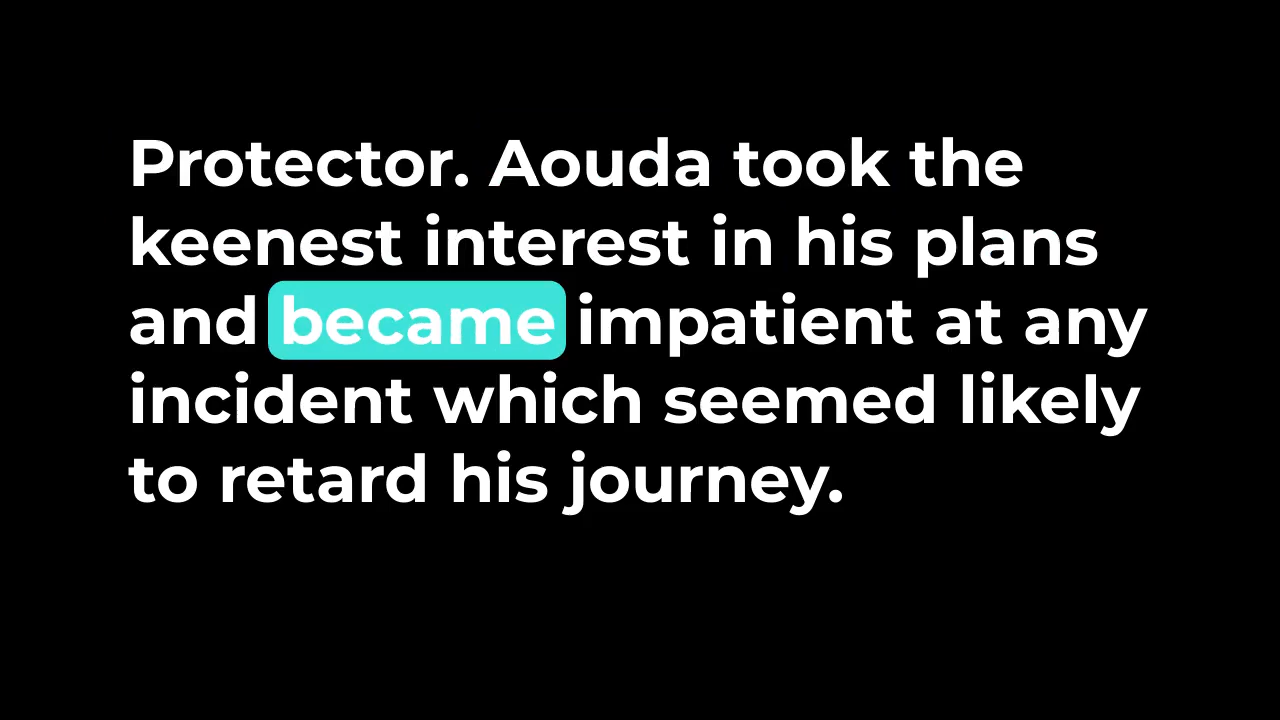 Protector. Aouda took the
keenest interest in his plans
and became impatient at any
incident which seemed likely
to retard his journey.